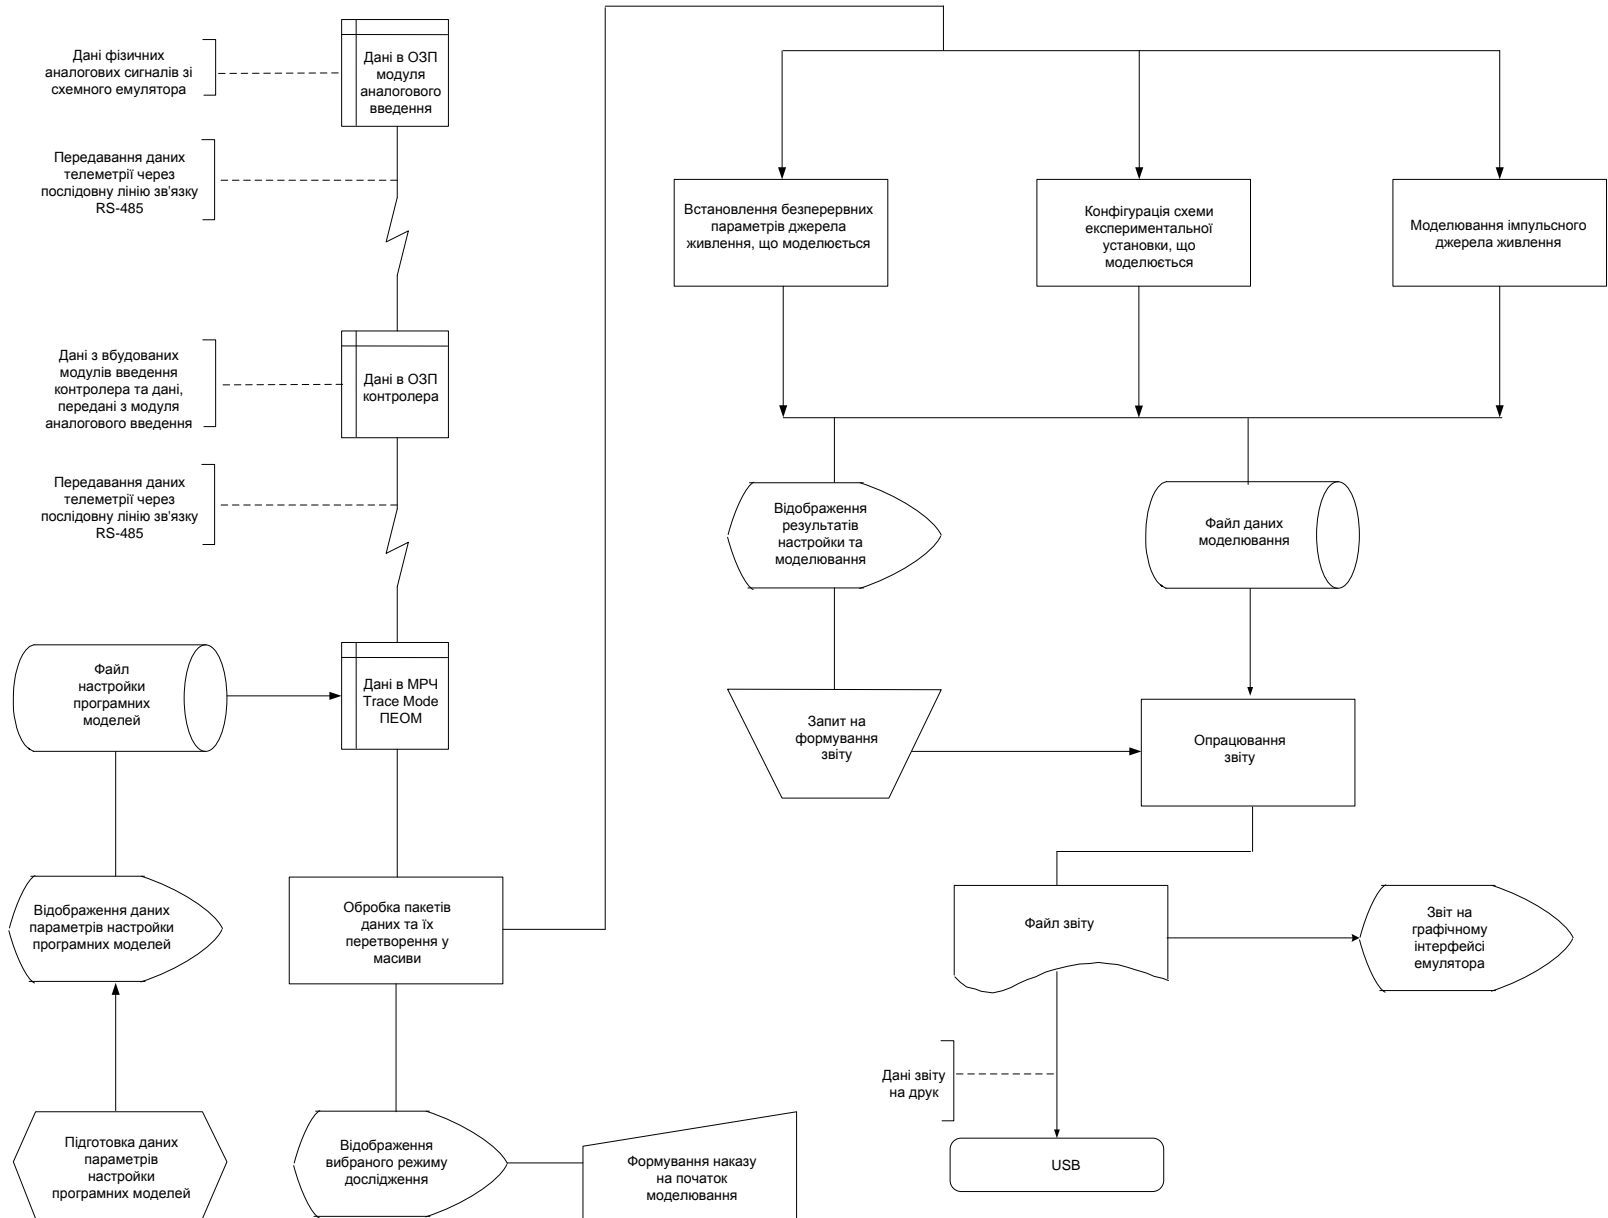 Дані фізичних
аналогових сигналів зі
схемного емулятора
Дані в ОЗП
модуля
аналогового
введення
Передавання даних
телеметрії через
послідовну лінію зв'язку
RS-485
Встановлення безперервних
параметрів джерела
живлення, що моделюється
Конфігурація схеми
експериментальної
установки, що
моделюється
Моделювання імпульсного
джерела живлення
Дані з вбудованих
модулів введення
контролера та дані,
передані з модуля
аналогового введення
Дані в ОЗП
контролера
Передавання даних
телеметрії через
послідовну лінію зв'язку
RS-485
Відображення
результатів
настройки та
моделювання
Файл даних
моделювання
Файл
настройки
програмних
моделей
Дані в МРЧ
Trace Mode
ПЕОМ
Запит на
формування
звіту
Опрацювання
звіту
Відображення даних
параметрів настройки
програмних моделей
Обробка пакетів
даних та їх
перетворення у
масиви
Файл звіту
Звіт на
графічному
інтерфейсі
емулятора
Дані звіту
на друк
Підготовка даних
параметрів
настройки
програмних моделей
Відображення
вибраного режиму
дослідження
Формування наказу
на початок
моделювання
USB